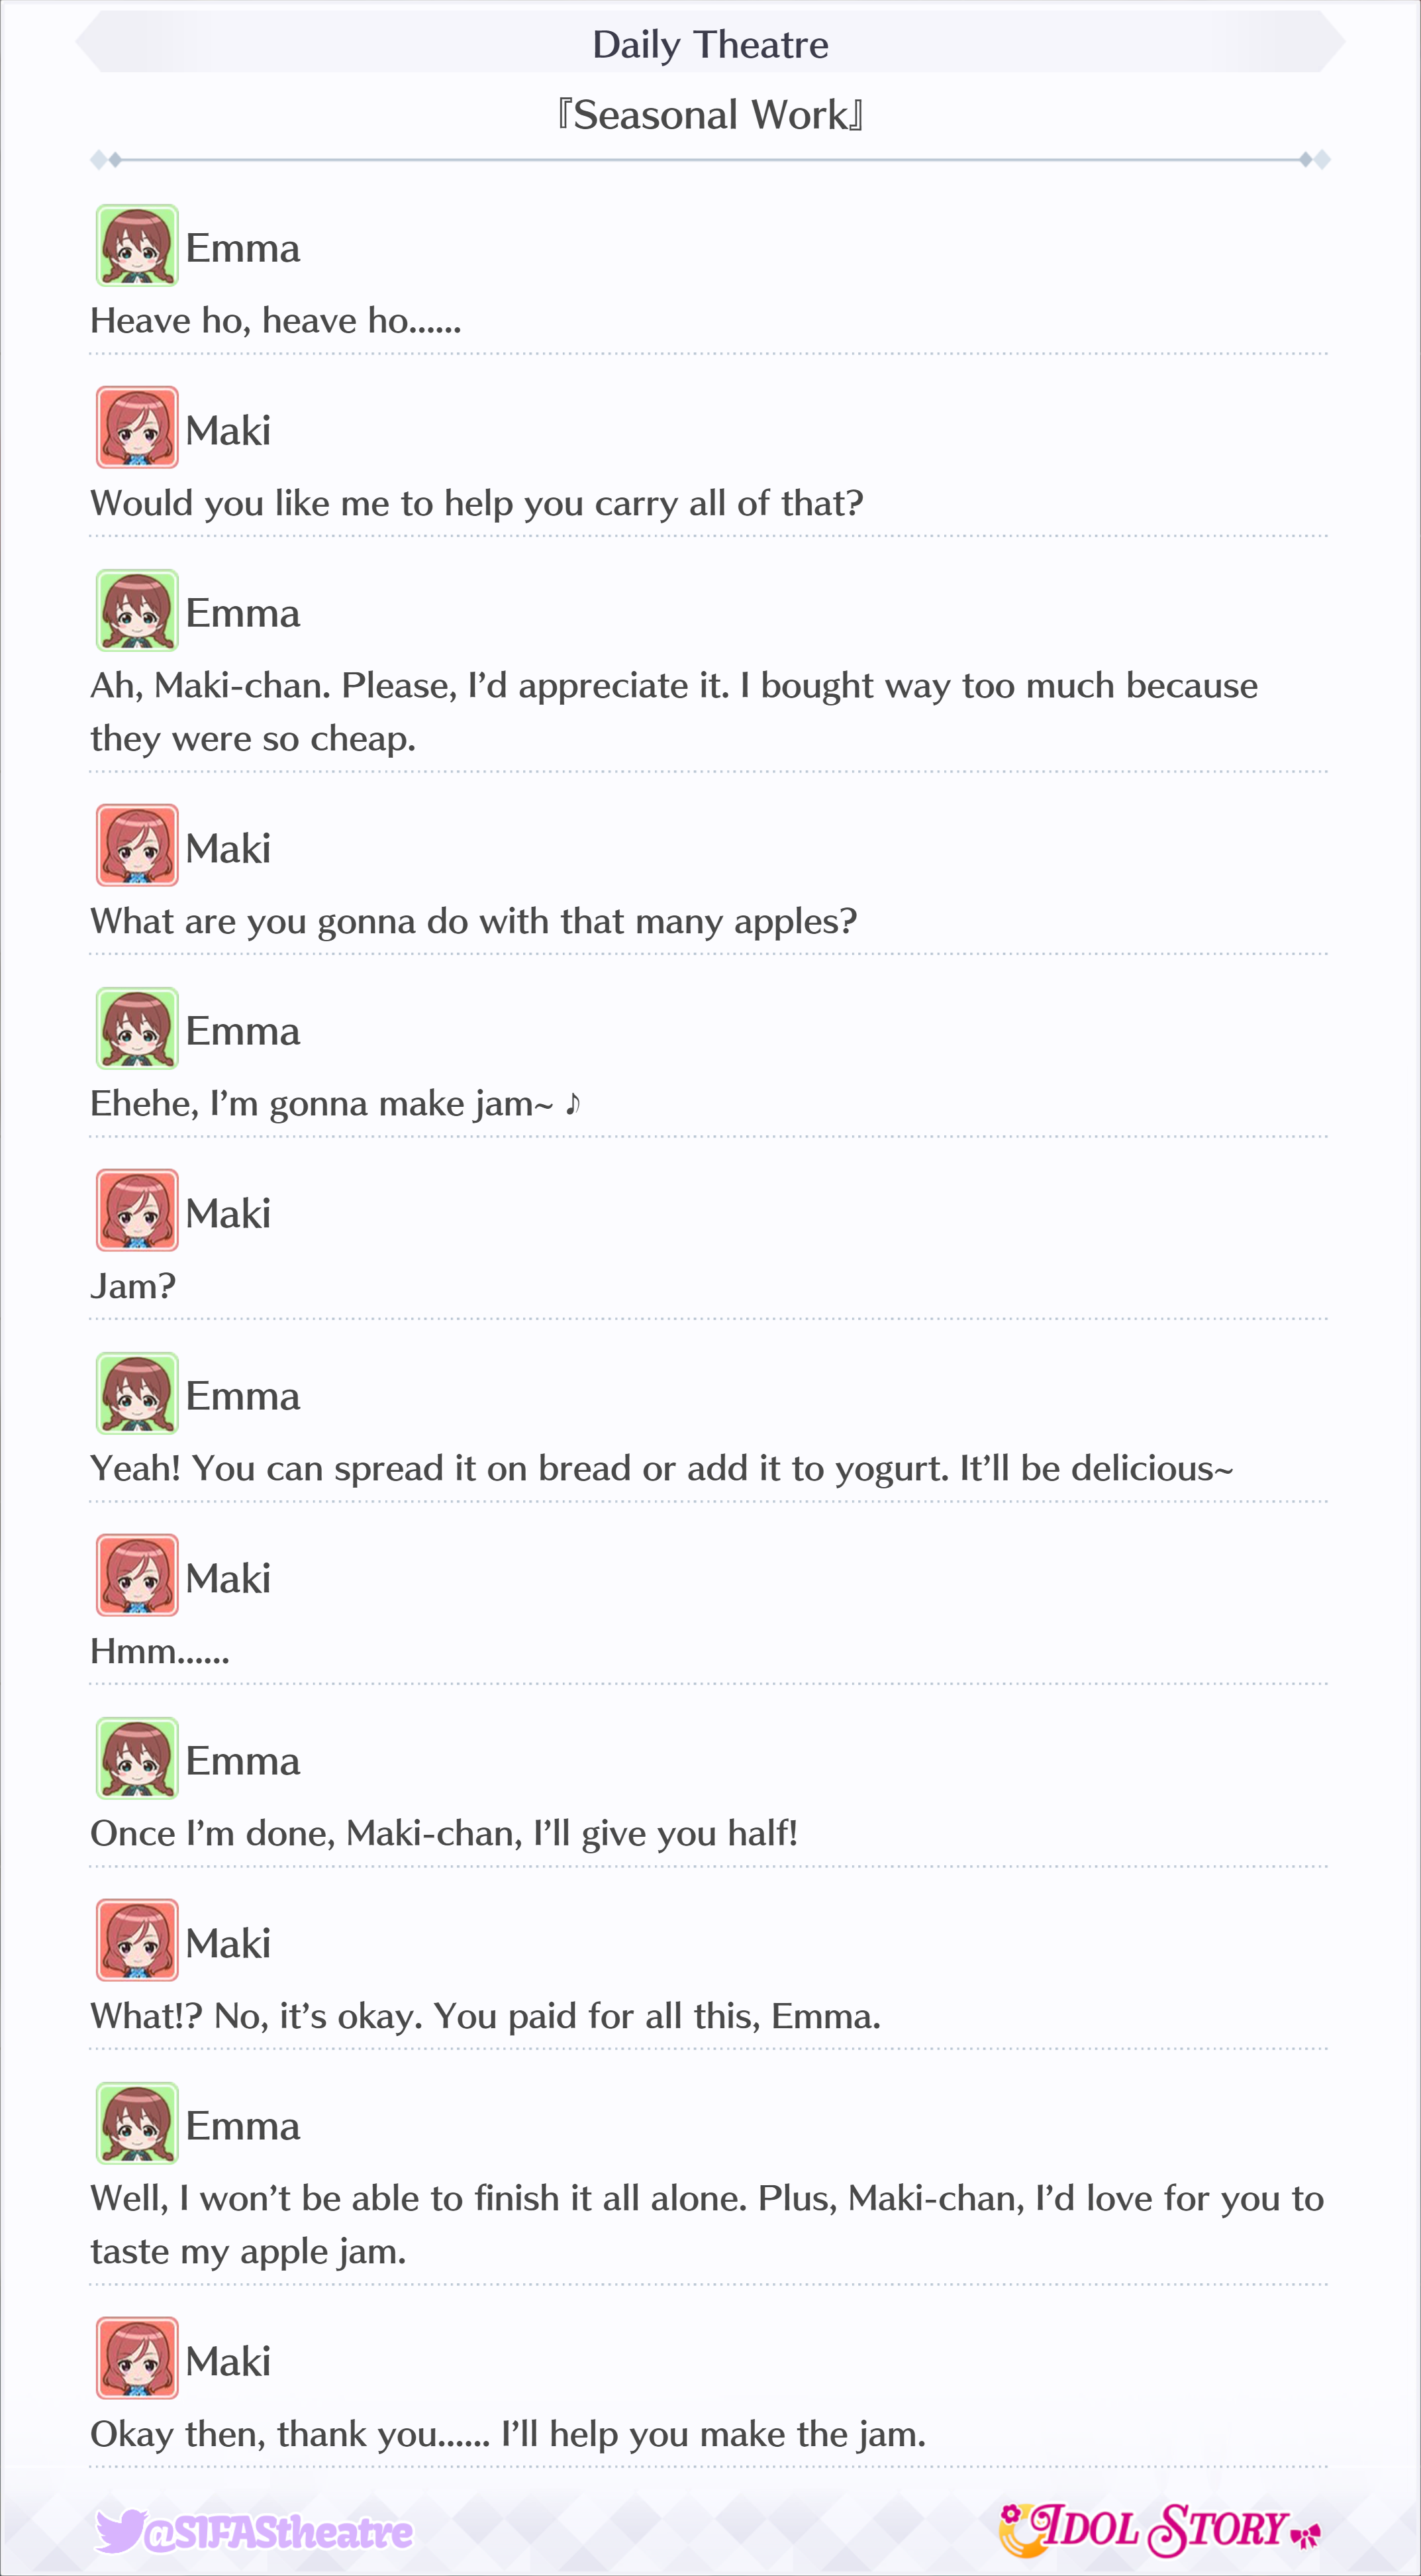 Daily Theatre
『Seasonal Work』
Emma
Heave ho, heave ho......
Maki
Would you like me to help you carry all of that?
Emma
Ah, Maki-chan. Please, I’d appreciate it. I bought way too much because
they were so cheap.
Maki
What are you gonna do with that many apples?
Emma
Ehehe, I’m gonna make jam~ ♪
Maki
Jam?
Emma
Yeah! You can spread it on bread or add it to yogurt. It’ll be delicious~
Maki
Hmm......
Emma
Once I’m done, Maki-chan, I’ll give you half!
Maki
What!? No, it’s okay. You paid for all this, Emma.
Emma
Well, I won’t be able to finish it all alone. Plus, Maki-chan, I’d love for you to
taste my apple jam.
Maki
Okay then, thank you...... I’ll help you make the jam.
@SIFAStheatre
IDOL STORY